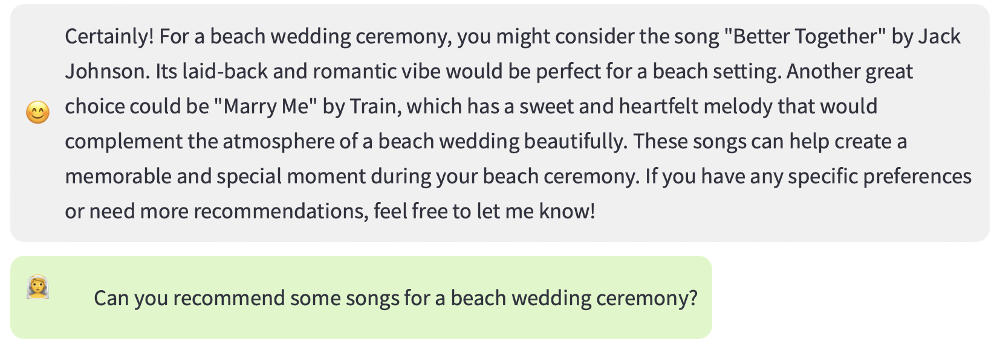 Certainly! For a beach wedding ceremony, you might consider the song "Better Together" by Jack
Johnson. Its laid-back and romantic vibe would be perfect for a beach setting. Another great
choice could be "Marry Me" by Train, which has a sweet and heartfelt melody that would
complement the atmosphere of a beach wedding beautifully. These songs can help create a
memorable and special moment during your beach ceremony. If you have any specific preferences
or need more recommendations, feel free to let me know!
Can you recommend some songs for a beach wedding ceremony?